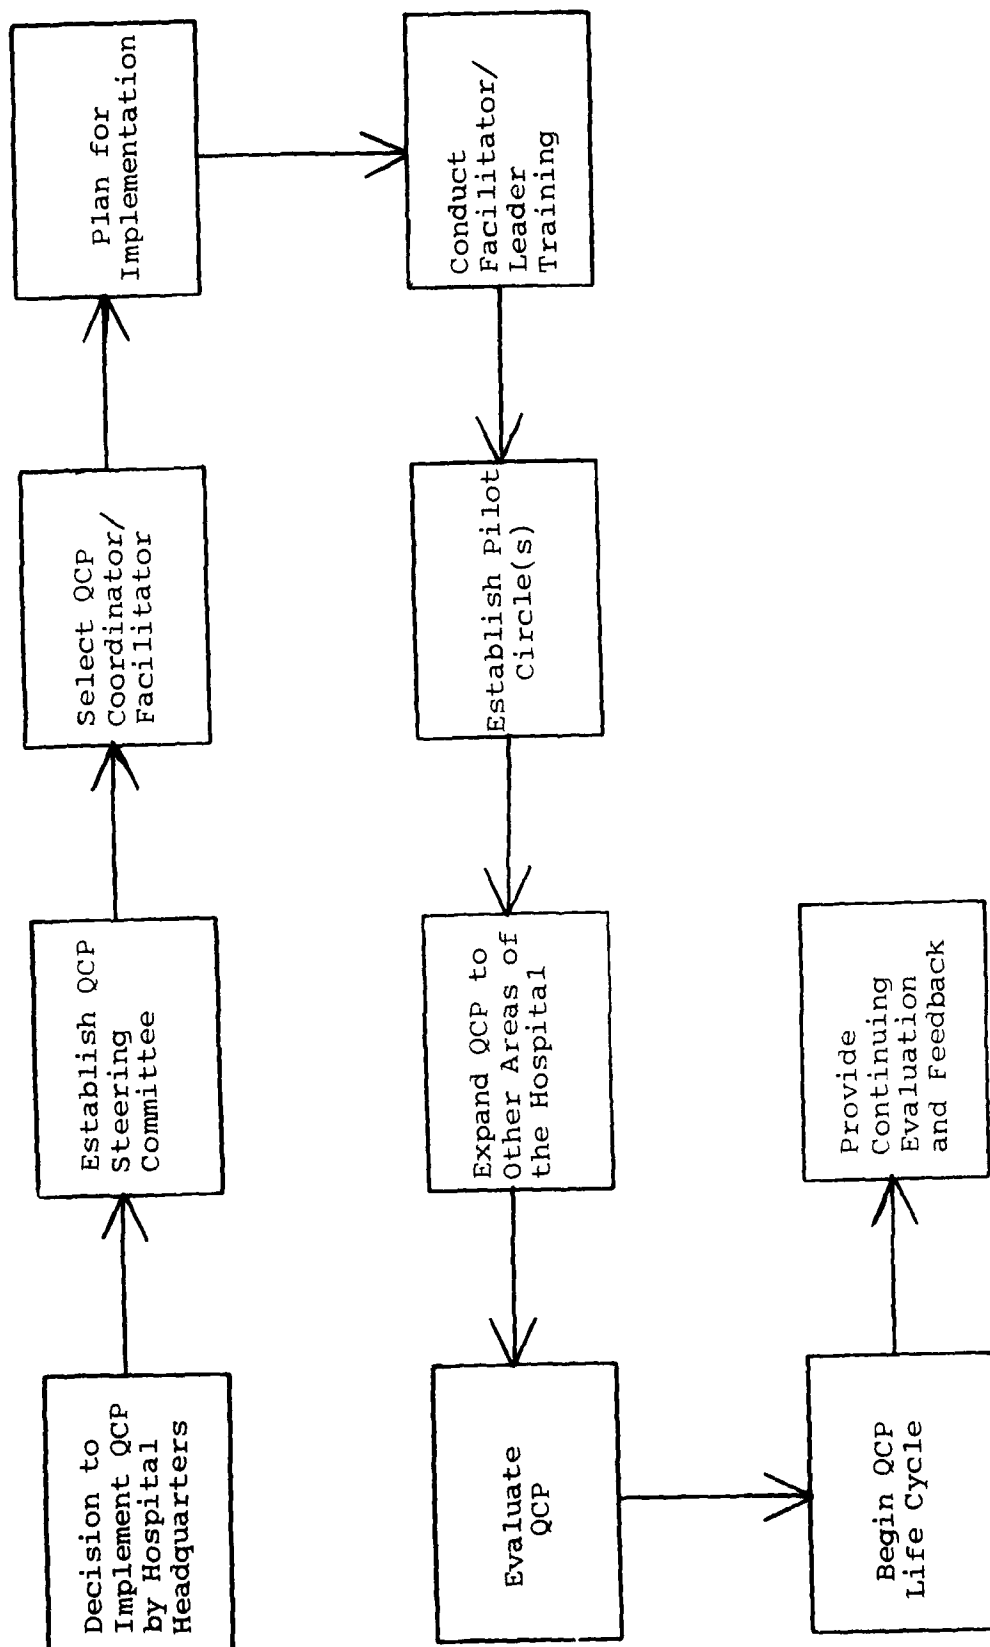 Decision to
Implement QCP
by Hospital
Headquarters
Establish QCP
Steering
Committee
Select QCP
Coordinator/
Facilitator
Plan for
Implementation
Conduct
Facilitator/
Leader
Training
Establish Pilot
Circle(s)
Expand QCP to
Other Areas of
the Hospital
Evaluate
QCP
Begin QCP
Life Cycle
Provide
Continuing
Evaluation
and Feedback